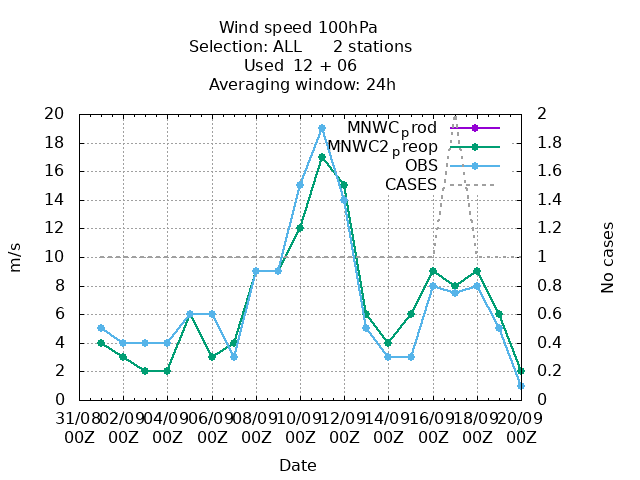 Wind speed 100hPa
Selection: ALL 2 stations
Used 12 + 06
Averaging window: 24h
20 2
18 1.8
16 1.6
14 1.4
12 1.2
10 1
8 0.8
6 0.6
4 0.4
2 0.2
0 0
MNWCprod
MNWC2preop
OBS
CASES
m/s
No cases
31/08 02/09 04/09 06/09 08/09 10/09 12/09 14/09 16/09 18/09 20/09
00Z 00Z 00Z 00Z 00Z 00Z 00Z 00Z 00Z 00Z 00Z
Date